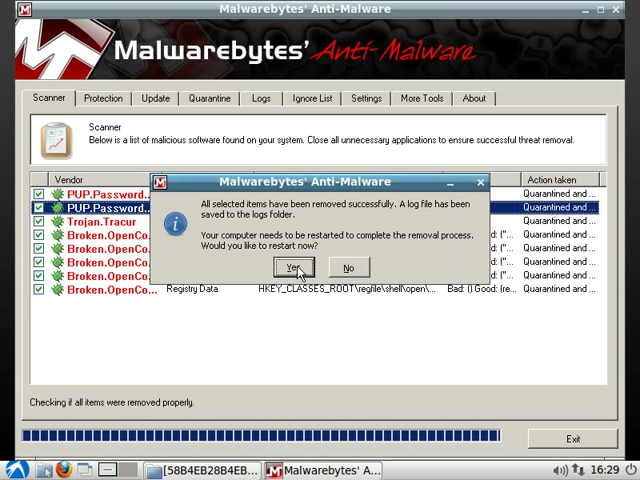 Malwarebytes' Anti-Malware
Malwarebytes' Anti-Malware
Scanner
Protection
Update
Quarantine
Logs
Ignore List
Settings
More Tools
About
Scanner
Below is a list of malicious software found on your system. Close all unnecessary applications to ensure successful threat removal.
Vendor
Action taken
PUP.Password...
Quarantined and ...
PUP.Password...
Quarantined and ...
Trojan.Tracur
Quarantined and ...
Broken.OpenCo...
Quarantined and ...
Broken.OpenCo...
Quarantined and ...
Broken.OpenCo...
Quarantined and ...
Broken.OpenCo...
Quarantined and ...
Broken.OpenCo...
Registry Data
HKEY_CLASSES_ROOT\regfile\shell\open\...
Bad: () Good: (re...
Quarantined and ...
Malwarebytes' Anti-Malware
All selected items have been removed successfully. A log file has been
saved to the logs folder.
Your computer needs to be restarted to complete the removal process.
Would you like to restart now?
Yes
No
Checking if all items were removed properly.
Exit
[58B4EB28B4EB...
Malwarebytes' A...
16:29